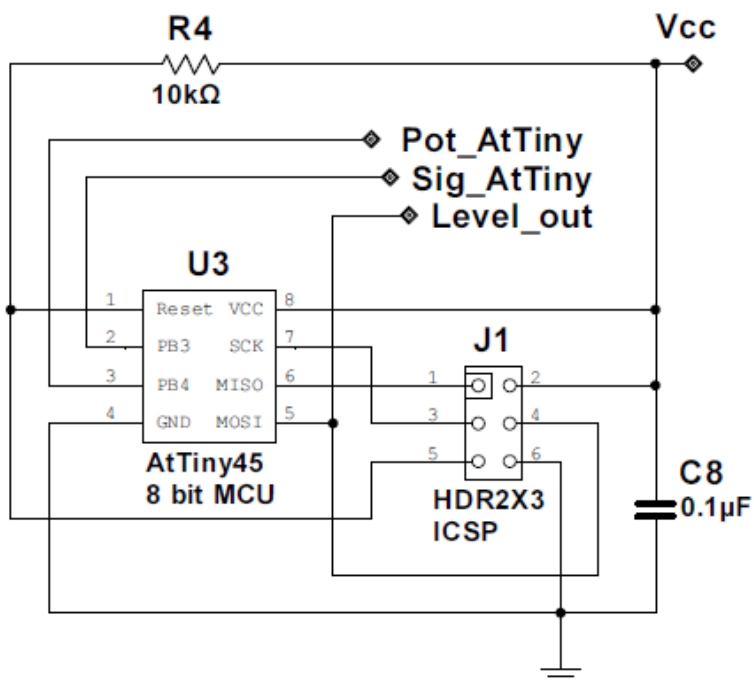 R4
10kΩ
Vcc
Pot_AtTiny
Sig_AtTiny
Level_out
U3
1 Reset VCC 8
2 PB3 SCK 7
3 PB4 MISO 6
4 GND MOSI 5
AtTiny45
8 bit MCU
J1
1 2
3 4
5 6
HDR2X3
ICSP
C8
0.1µF